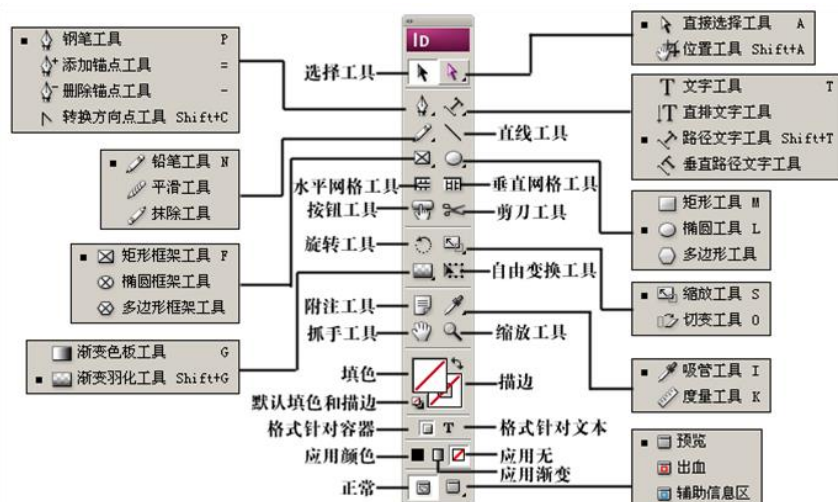 ID
钢笔工具 P
添加锚点工具 =
删除锚点工具 -
转换方向点工具 Shift+C
铅笔工具 N
平滑工具
抹除工具
矩形框架工具 F
椭圆框架工具
多边形框架工具
渐变色板工具 G
渐变羽化工具 Shift+G
选择工具
水平网格工具
按钮工具
旋转工具
附注工具
抓手工具
填色
默认填色和描边
格式针对容器
应用颜色
正常
T
直线工具
垂直网格工具
剪刀工具
自由变换工具
缩放工具
描边
格式针对文本
应用无
应用渐变
直接选择工具 A
位置工具 Shift+A
T 文字工具 T
T 直排文字工具
路径文字工具 Shift+T
垂直路径文字工具
矩形工具 M
椭圆工具 L
多边形工具
缩放工具 S
切变工具 O
吸管工具 I
度量工具 K
预览
出血
辅助信息区